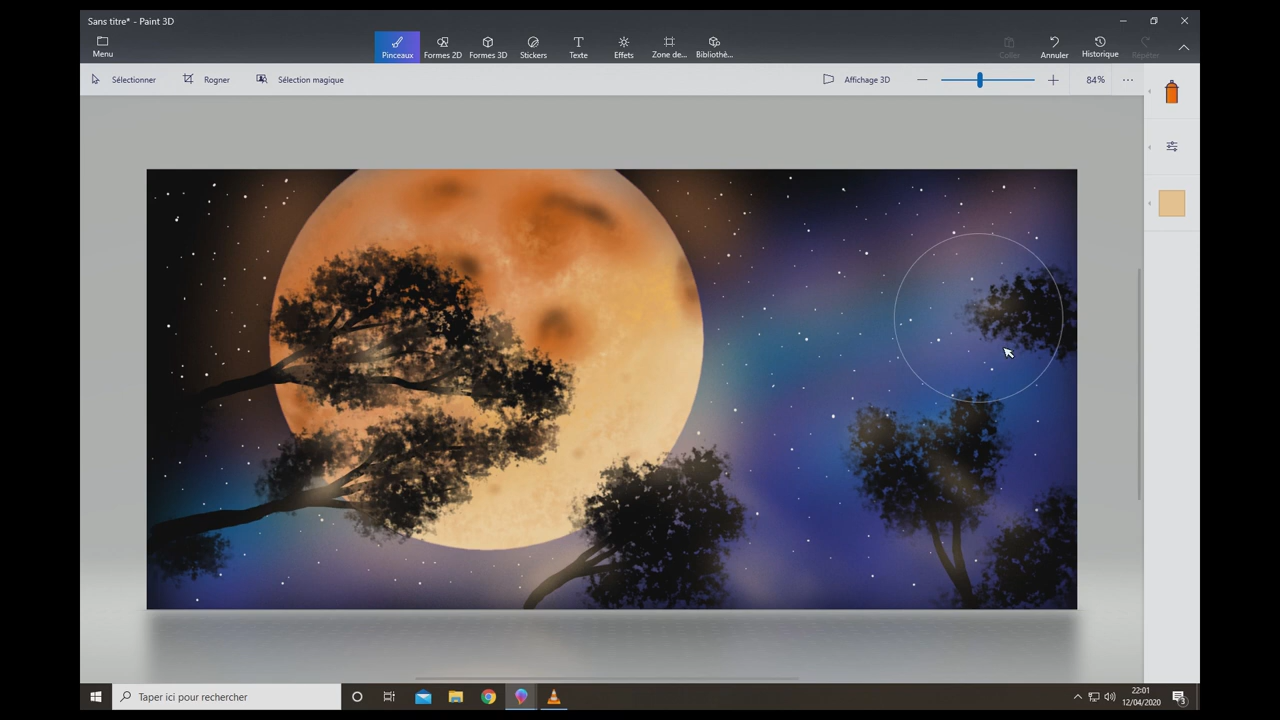 Sans titre* - Paint 3D
Menu
Pinceaux
Formes 2D
Formes 3D
Stickers
Texte
Effets
Zone de...
Bibliothè...
Coller
Annuler
Historique
Répéter
Sélectionner
Rogner
Sélection magique
Affichage 3D
84%
Taper ici pour rechercher
22:01
12/04/2020
3